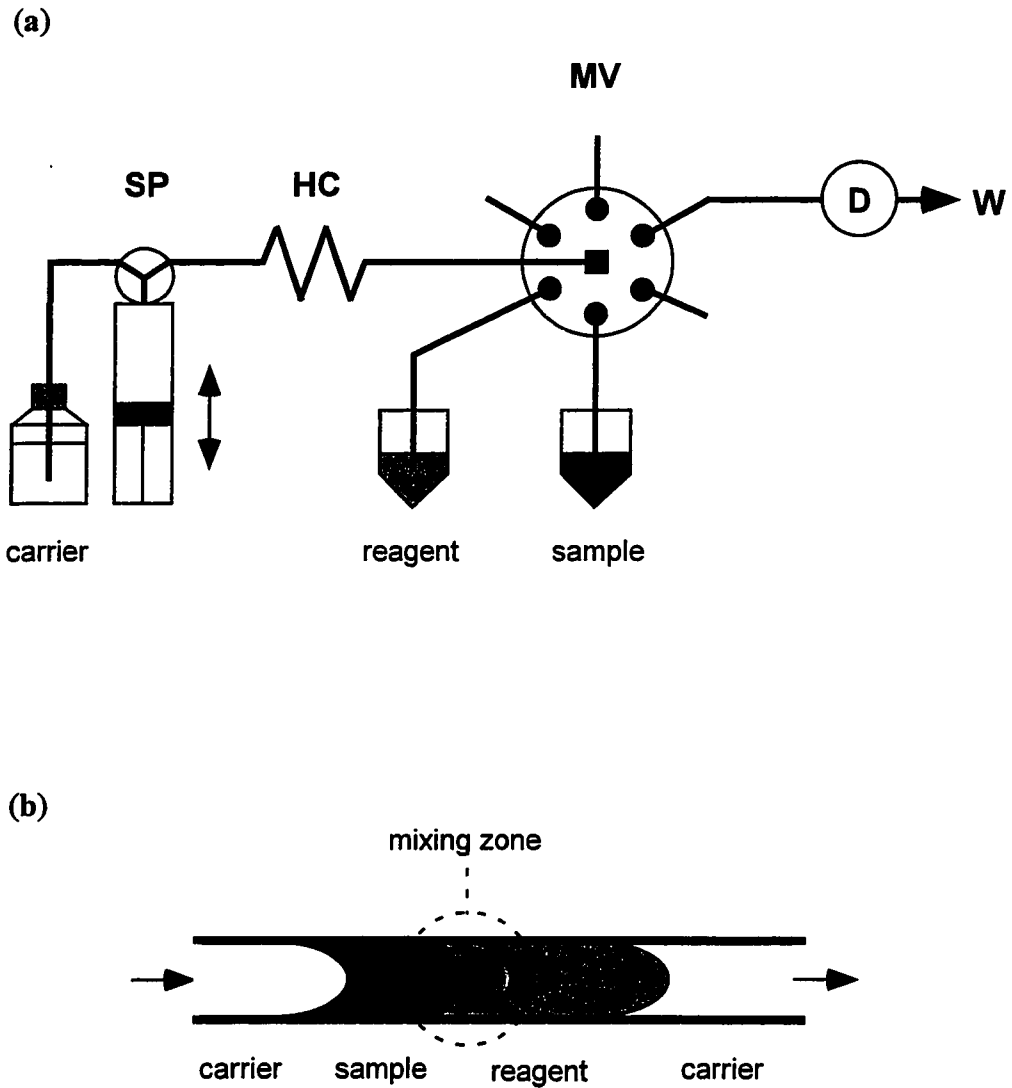 (a)
MV
SP
HC
D
W
carrier
reagent
sample
(b)
mixing zone
carrier
sample
reagent
carrier